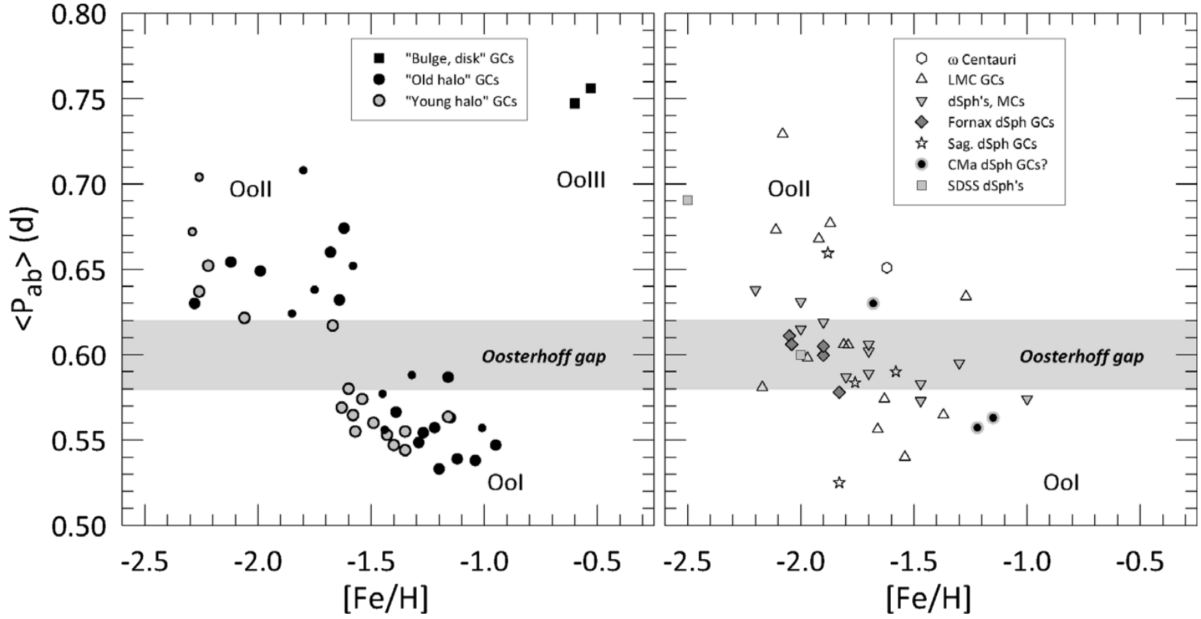 <P_ab> (d)
0.80
0.75
0.70
0.65
0.60
0.55
0.50
"Bulge, disk" GCs
"Old halo" GCs
"Young halo" GCs
OoII
OoIII
Oosterhoff gap
OoI
-2.5 -2.0 -1.5 -1.0 -0.5
[Fe/H]
ω Centauri
LMC GCs
dSph's, MCs
Fornax dSph GCs
Sag. dSph GCs
CMa dSph GCs?
SDSS dSph's
OoII
Oosterhoff gap
OoI
-2.5 -2.0 -1.5 -1.0
[Fe/H]